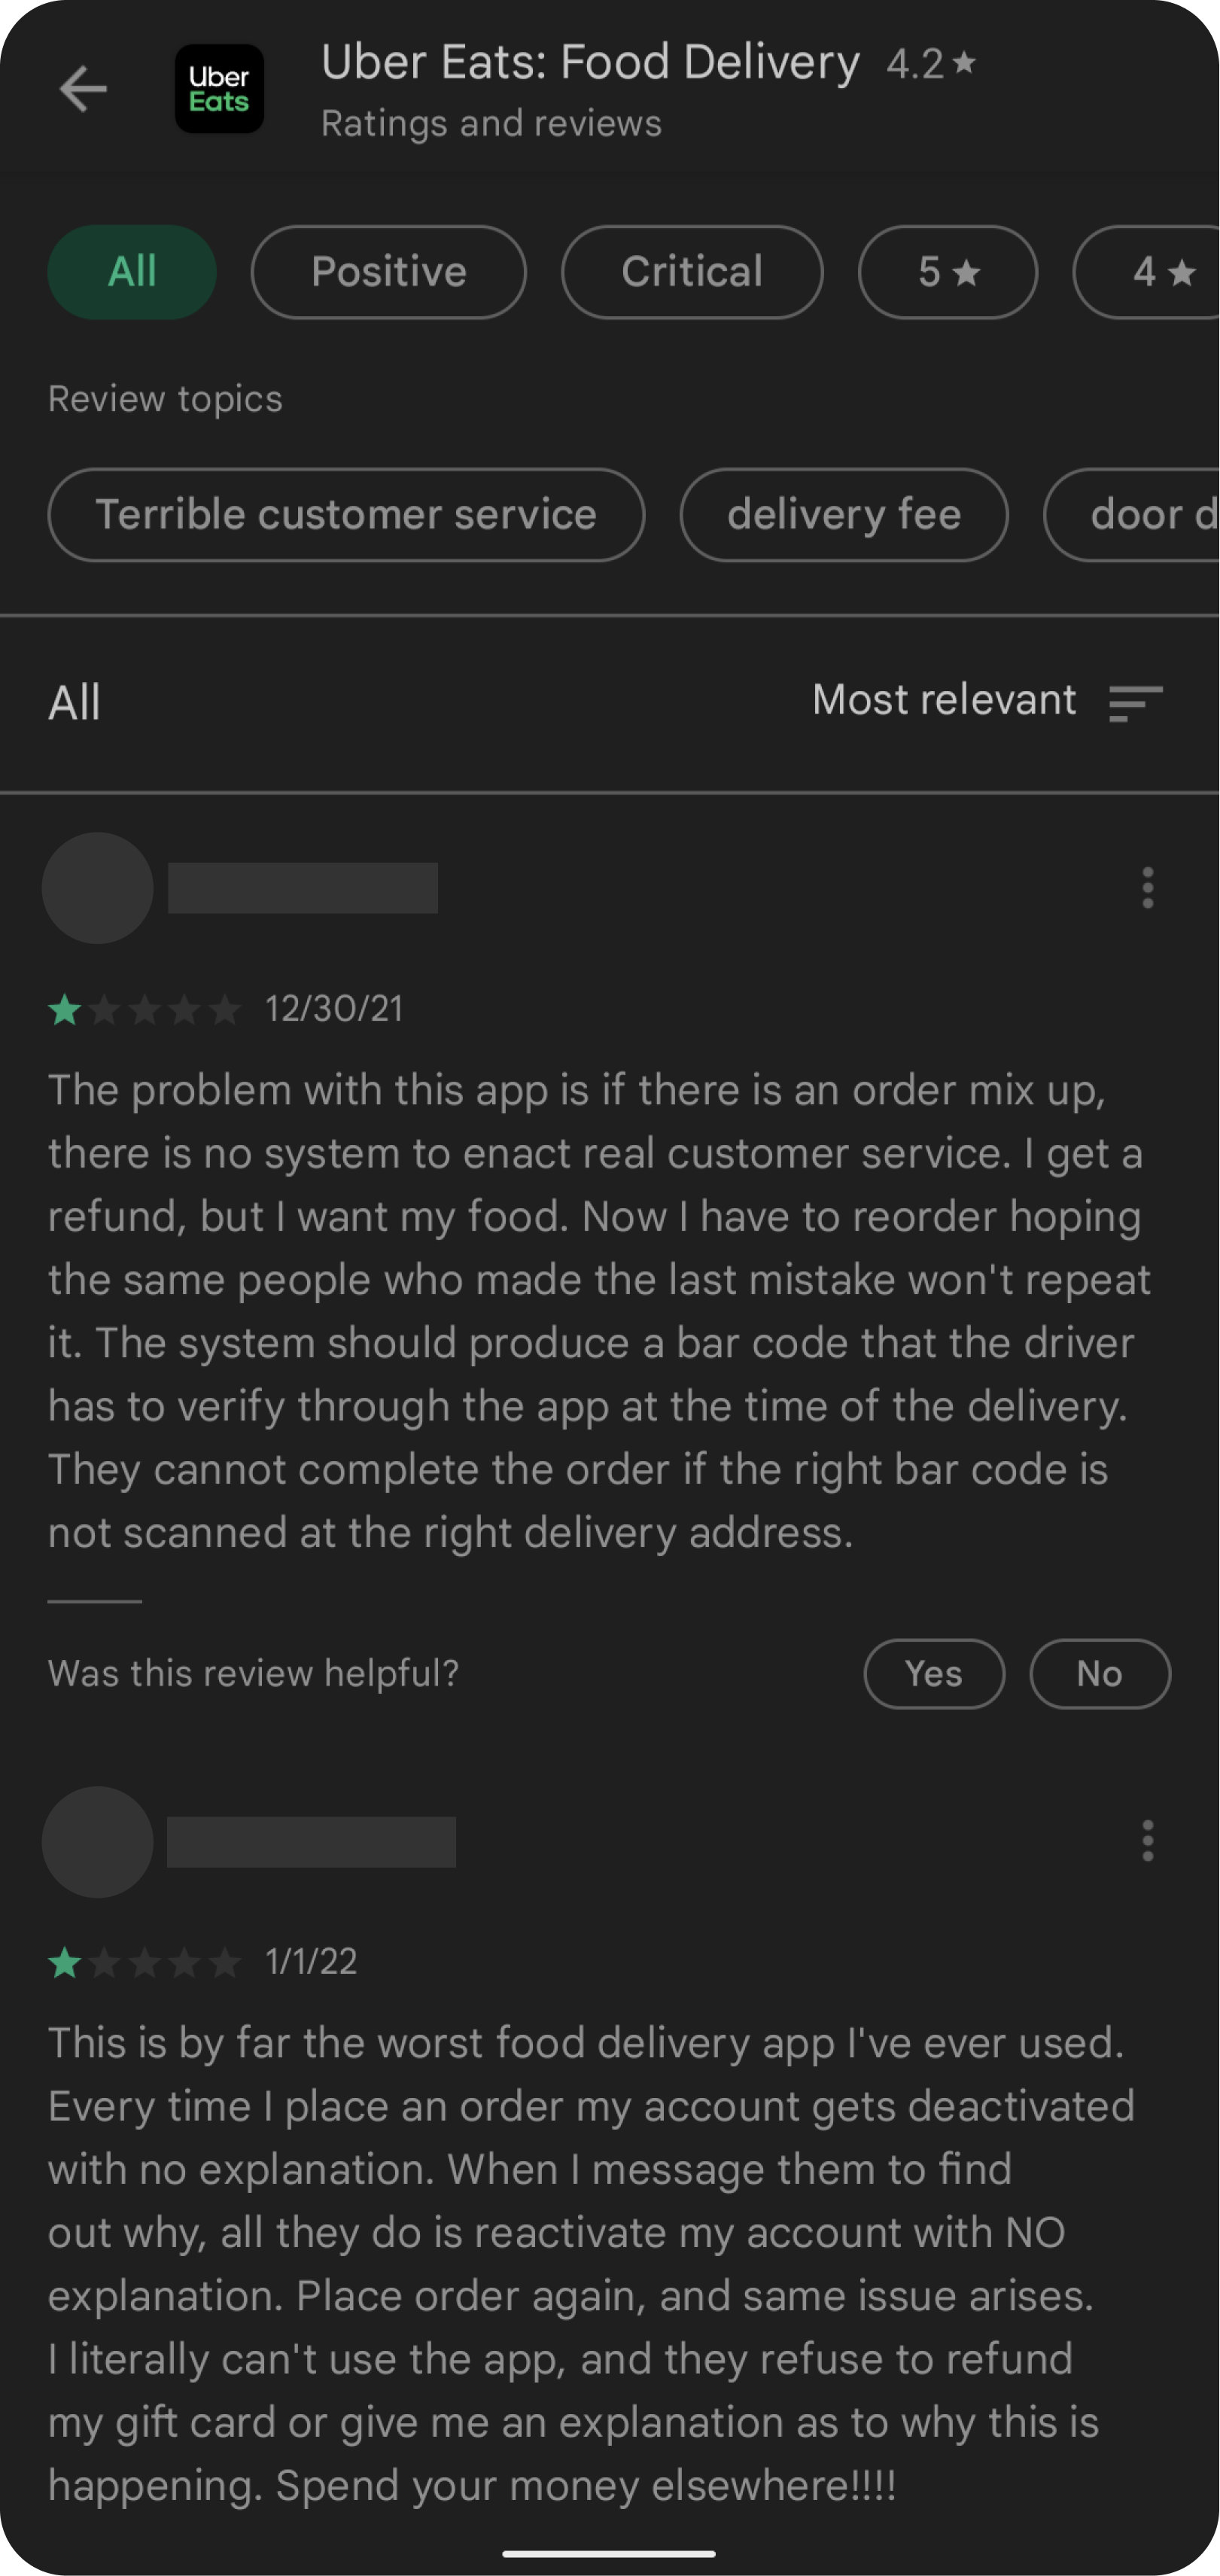 Uber Eats: Food Delivery 4.2★
Uber
Eats
Ratings and reviews
All Positive Critical 5★ 4★
Review topics
Terrible customer service delivery fee door d
All Most relevant
12/30/21
The problem with this app is if there is an order mix up,
there is no system to enact real customer service. I get a
refund, but I want my food. Now I have to reorder hoping
the same people who made the last mistake won't repeat
it. The system should produce a bar code that the driver
has to verify through the app at the time of the delivery.
They cannot complete the order if the right bar code is
not scanned at the right delivery address.
Was this review helpful? Yes No
1/1/22
This is by far the worst food delivery app I've ever used.
Every time I place an order my account gets deactivated
with no explanation. When I message them to find
out why, all they do is reactivate my account with NO
explanation. Place order again, and same issue arises.
I literally can't use the app, and they refuse to refund
my gift card or give me an explanation as to why this is
happening. Spend your money elsewhere!!!!